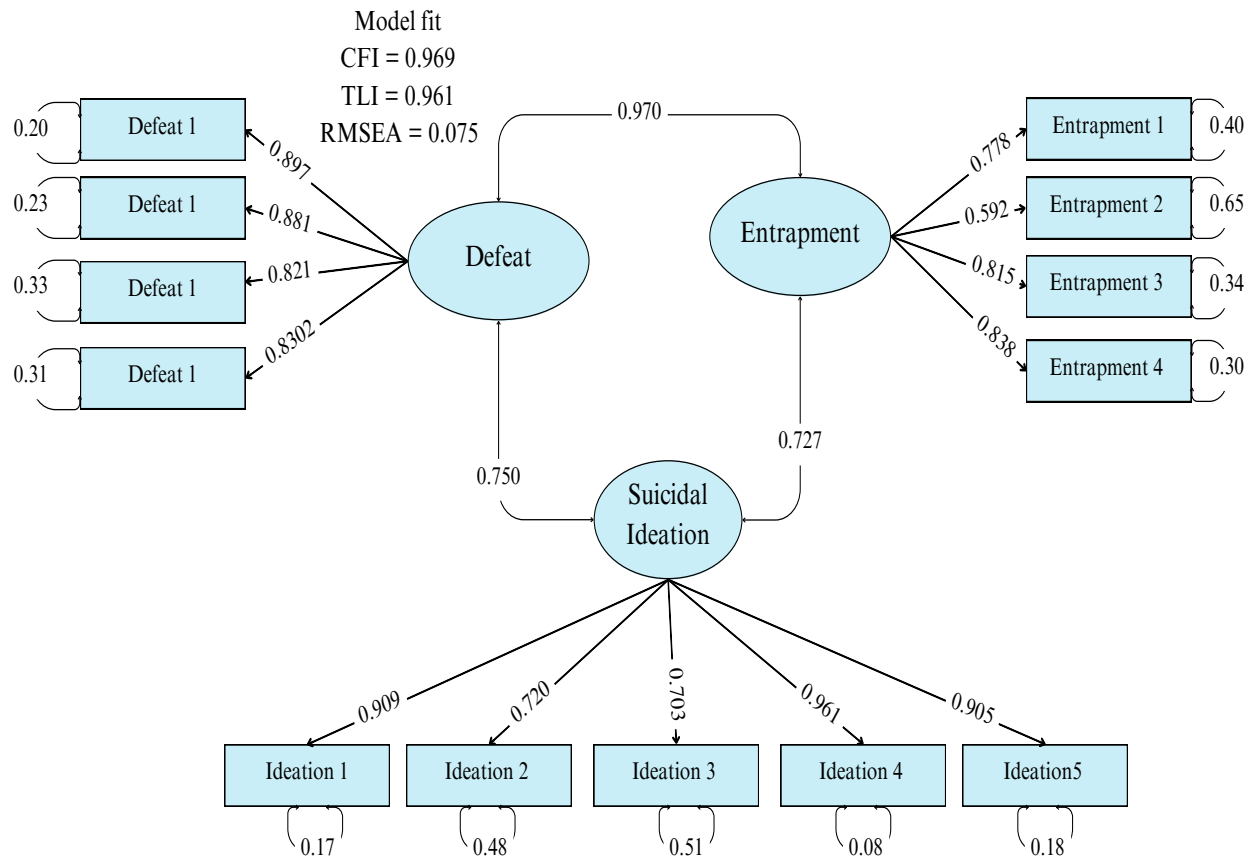 Model fit
CFI = 0.969
TLI = 0.961
RMSEA = 0.075
0.970
0.20
Defeat 1
0.897
0.23
Defeat 1
0.881
0.33
Defeat 1
0.821
0.31
Defeat 1
0.8302
Defeat
Entrapment
0.778
Entrapment 1
0.40
0.592
Entrapment 2
0.65
0.815
Entrapment 3
0.34
0.838
Entrapment 4
0.30
0.750
0.727
Suicidal
Ideation
0.909
0.720
0.703
0.961
0.905
Ideation 1
Ideation 2
Ideation 3
Ideation 4
Ideation5
0.17
0.48
0.51
0.08
0.18